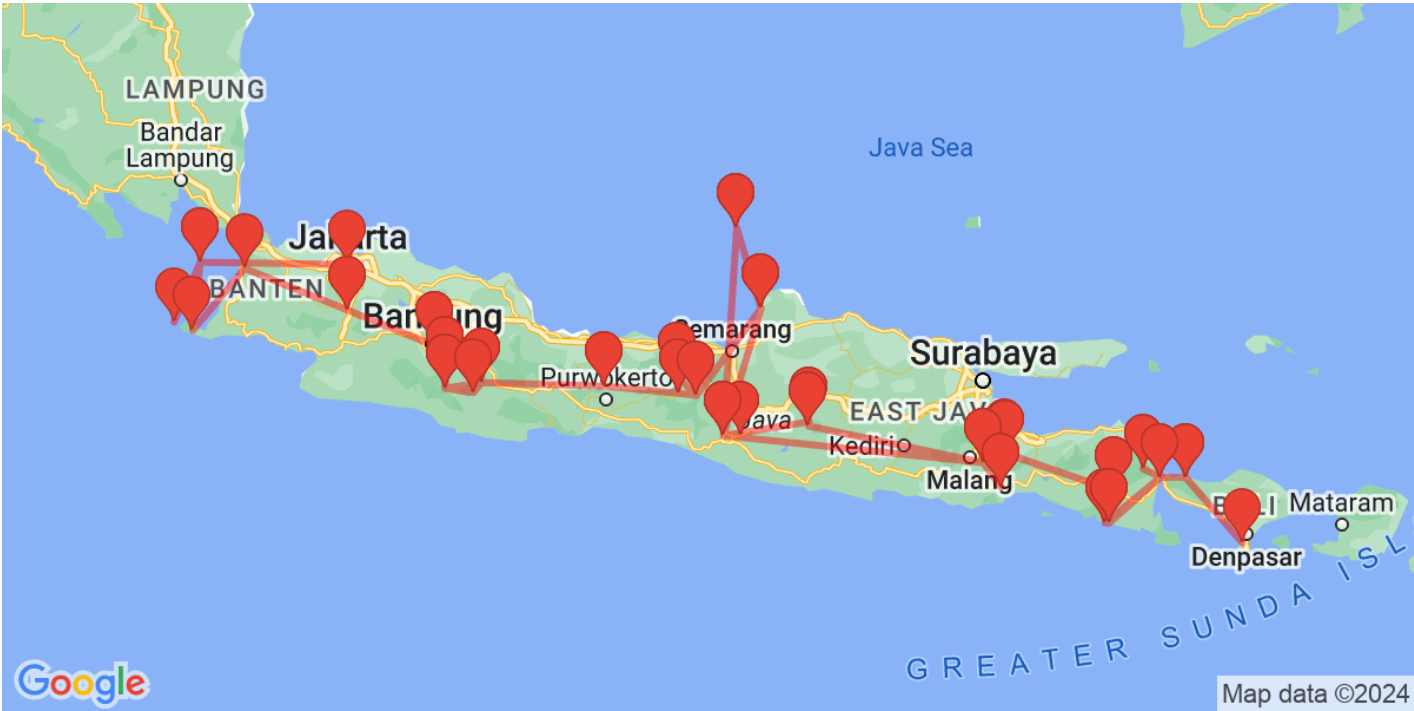 LAMPUNG
Bandar
Lampung
Java Sea
Jakarta
BANTEN
Bandung
Semarang
Surabaya
Purwokerto
EAST JAV
Java
Kediri
Malang
BALI
Mataram
Denpasar
GREATER SUNDA ISL
Google
Map data ©2024